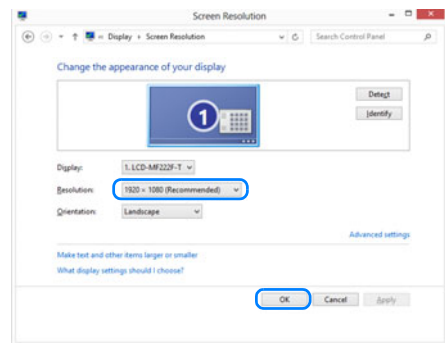 Screen Resolution
Display ▸ Screen Resolution
Search Control Panel
Change the appearance of your display
1
Detect
Identify
Display: 1. LCD-MF222F-T
Resolution: 1920 × 1080 (Recommended)
Orientation: Landscape
Advanced settings
Make text and other items larger or smaller
What display settings should I choose?
OK Cancel Apply